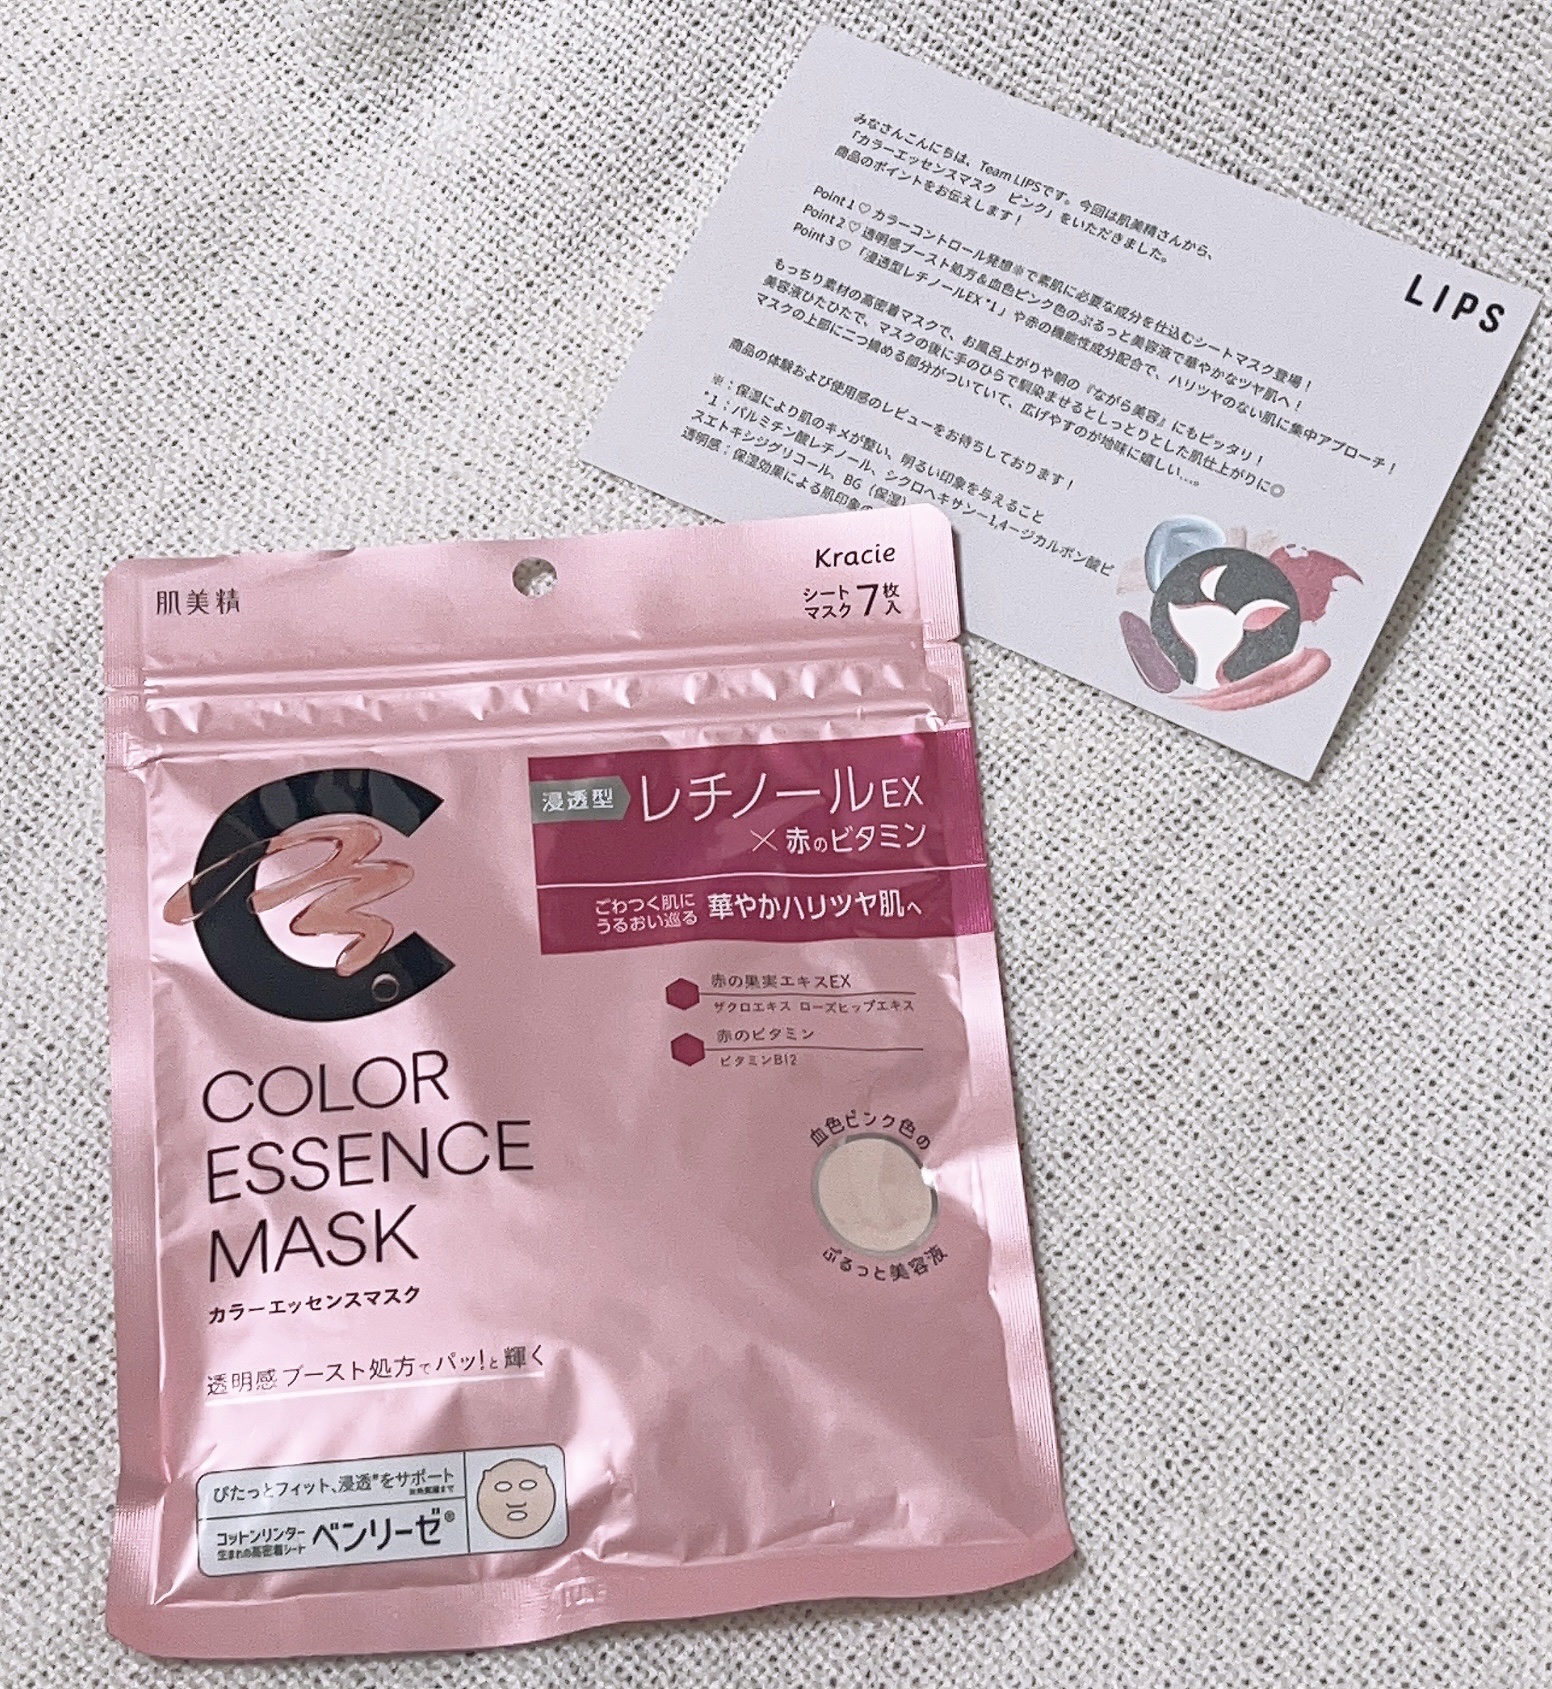 みなさんこんにちは、Team LIPSです。今回は肌美精さんから、
「カラーエッセンスマスク ピンク」をいただきました。
商品のポイントをお伝えします！
Point 1 ♡ カラーコントロール発想※で素肌に必要な成分を仕込むシートマスク登場！
Point 2 ♡ 透明感ブースト処方＆血色ピンク色のぷるっと美容液で華やかなツヤ肌へ！
Point 3 ♡ 「浸透型レチノールEX *1」や赤の機能性成分配合で、ハリツヤのない肌に集中アプローチ！
もっちり素材の高密着マスクで、お風呂上がりや朝の『ながら美容』にもピッタリ！
美容液ひたひたで、マスクの後に手のひらで馴染ませるとしっとりとした肌仕上がりに◎
マスクの上部に二つ摘める部分がついていて、広げやすのが地味に嬉しい…。
商品の体験および使用感のレビューをお待ちしております！
※：保湿により肌のキメが整い、明るい印象を与えること
*1：パルミチン酸レチノール、シクロヘキサン－1,4－ジカルボン酸ビ
スエトキシジグリコール、BG（保湿）
透明感：保湿効果による肌印象の
LIPS
肌美精
Kracie
シート
マスク 7枚入
浸透型 レチノールEX
×赤のビタミン
ごわつく肌に
うるおい巡る 華やかハリツヤ肌へ
赤の果実エキスEX
ザクロエキス ローズヒップエキス
赤のビタミン
ビタミンB12
COLOR
ESSENCE
MASK
カラーエッセンスマスク
血色ピンク色の
ぷるっと美容液
透明感ブースト処方でパッ！と輝く
ぴたっとフィット、浸透*をサポート
コットンリンター
生まれの高密着シート ベンリーゼ®